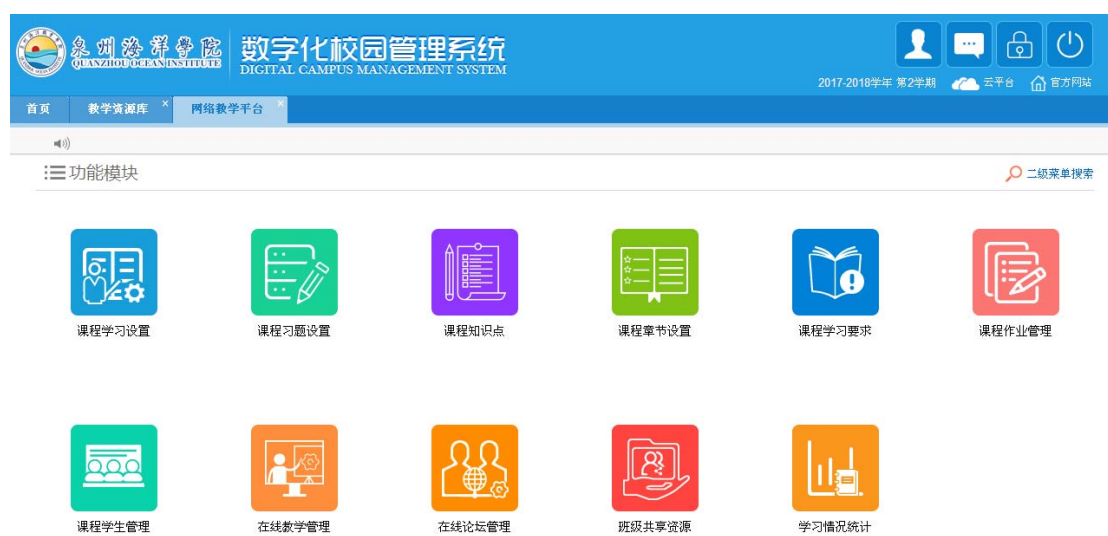 泉州海洋学院 数字化校园管理系统
QUANZHOU OCEAN INSTITUTE DIGITAL CAMPUS MANAGEMENT SYSTEM
2017-2018学年 第2学期 云平台 官方网站
首页 教学资源库 × 网络教学平台 ×
功能模块 二级菜单搜索
课程学习设置 课程习题设置 课程知识点 课程章节设置 课程学习要求 课程作业管理
课程学生管理 在线教学管理 在线论坛管理 班级共享资源 学习情况统计